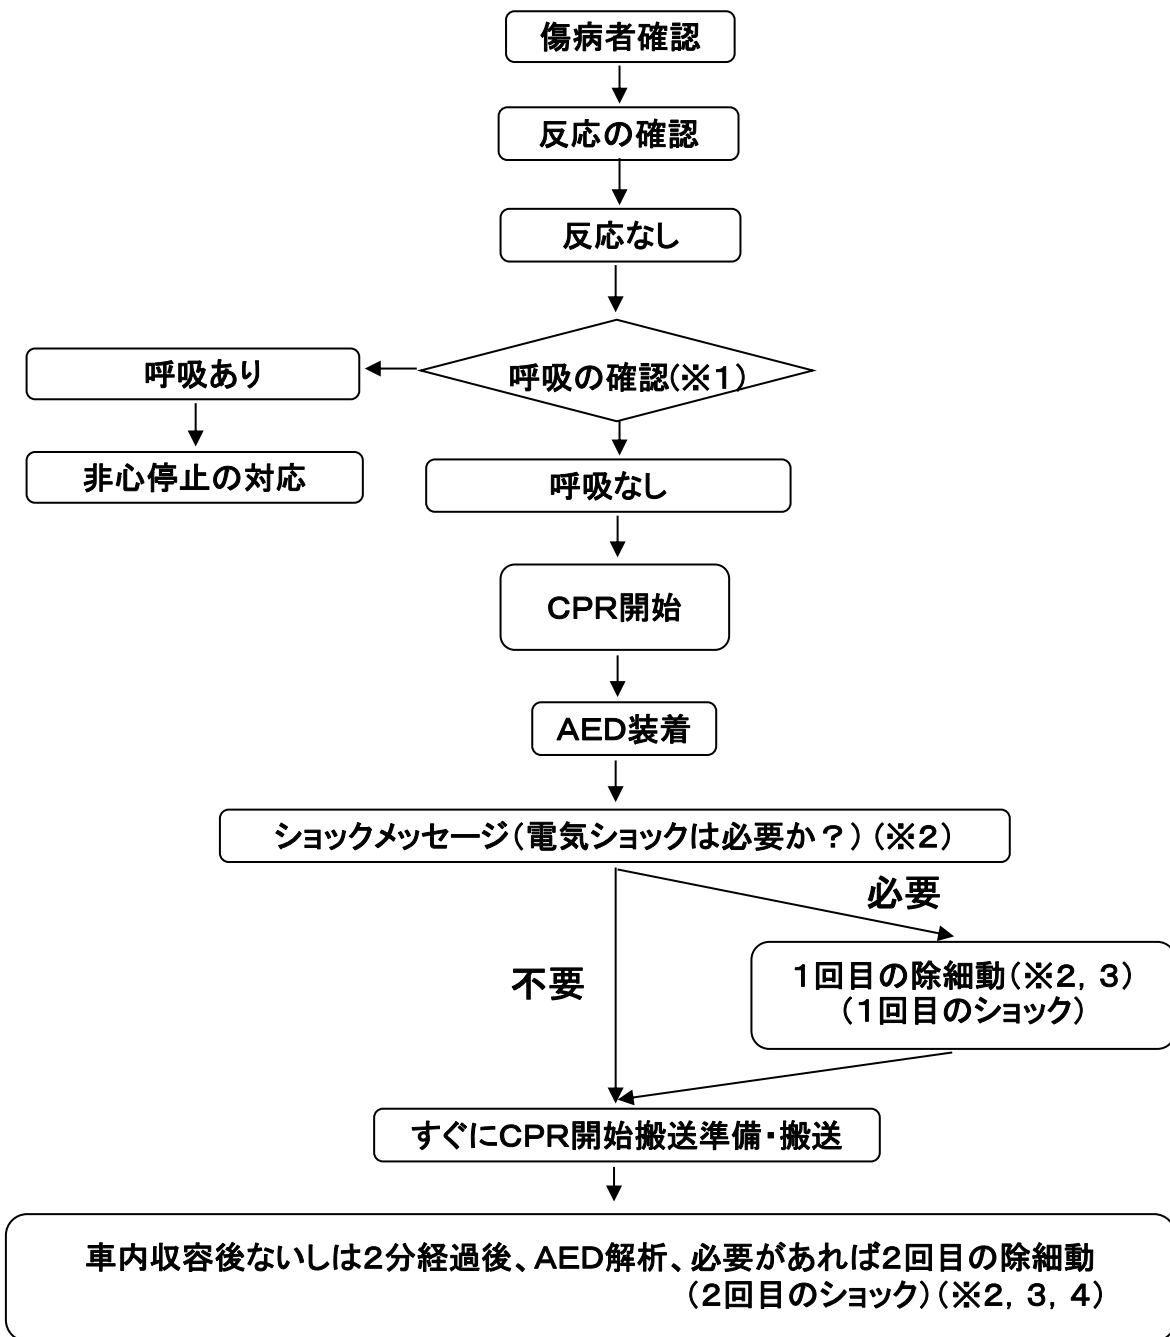 傷病者確認
反応の確認
反応なし
呼吸の確認(※1)
呼吸あり
非心停止の対応
呼吸なし
CPR開始
AED装着
ショックメッセージ(電気ショックは必要か?)(※2)
必要
不要
1回目の除細動(※2, 3)
(1回目のショック)
すぐにCPR開始搬送準備・搬送
車内収容後ないしは2分経過後、AED解析、必要があれば2回目の除細動
(2回目のショック)(※2, 3, 4)